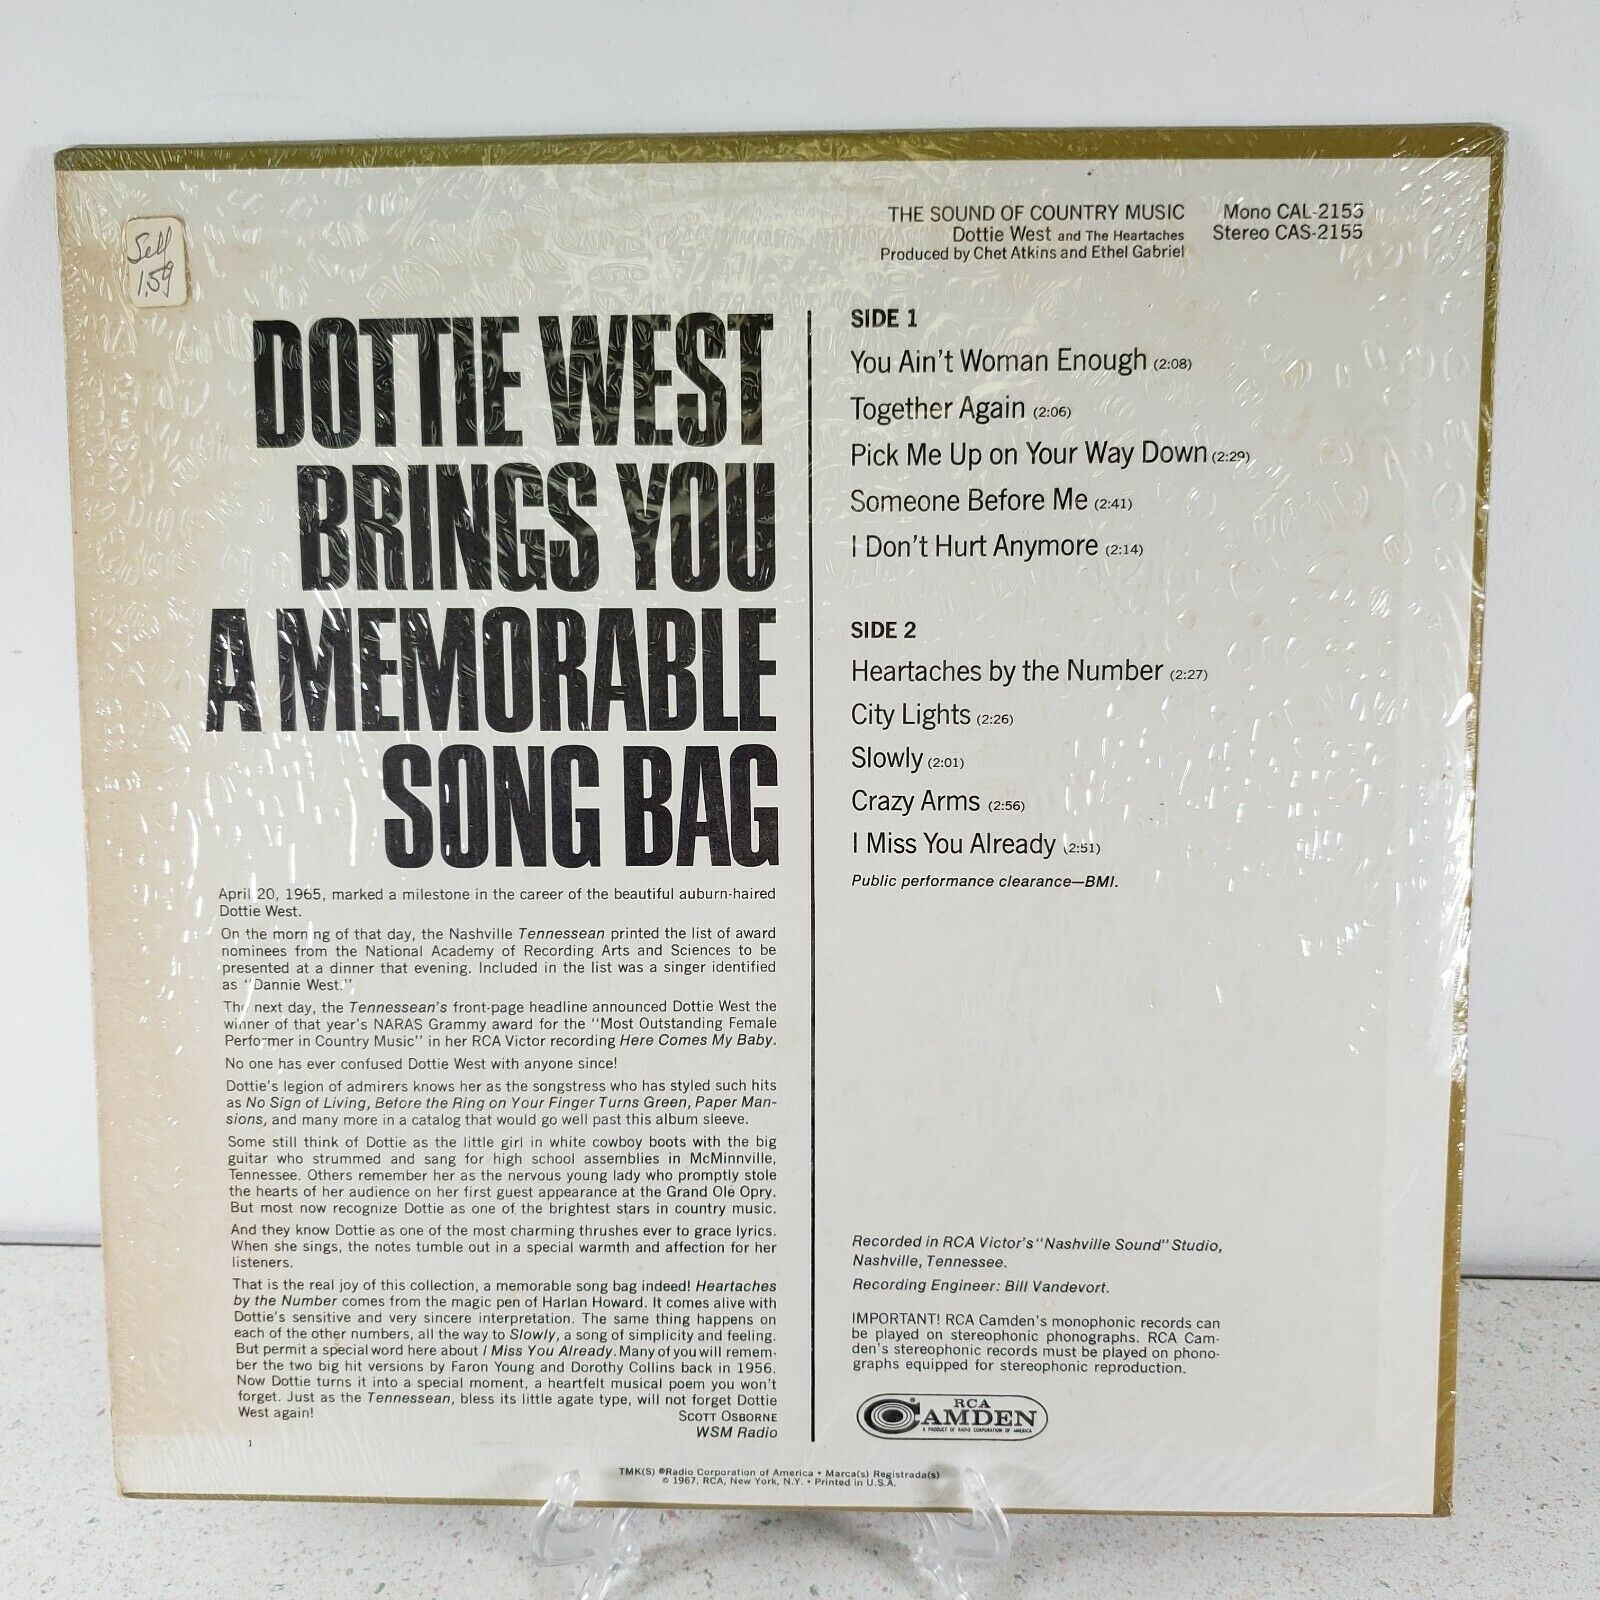 Sell
1.59
THE SOUND OF COUNTRY MUSIC
Dottie West and The Heartaches
Produced by Chet Atkins and Ethel Gabriel
Mono CAL-2155
Stereo CAS-2155
DOTTIE WEST
BRINGS YOU
A MEMORABLE
SONG BAG
April 20, 1965, marked a milestone in the career of the beautiful auburn-haired
Dottie West.
On the morning of that day, the Nashville Tennessean printed the list of award
nominees from the National Academy of Recording Arts and Sciences to be
presented at a dinner that evening. Included in the list was a singer identified
as "Dannie West."
The next day, the Tennessean's front-page headline announced Dottie West the
winner of that year's NARAS Grammy award for the "Most Outstanding Female
Performer in Country Music" in her RCA Victor recording Here Comes My Baby.
No one has ever confused Dottie West with anyone since!
Dottie's legion of admirers knows her as the songstress who has styled such hits
as No Sign of Living, Before the Ring on Your Finger Turns Green, Paper Man-
sions, and many more in a catalog that would go well past this album sleeve.
Some still think of Dottie as the little girl in white cowboy boots with the big
guitar who strummed and sang for high school assemblies in McMinnville,
Tennessee. Others remember her as the nervous young lady who promptly stole
the hearts of her audience on her first guest appearance at the Grand Ole Opry.
But most now recognize Dottie as one of the brightest stars in country music.
And they know Dottie as one of the most charming thrushes ever to grace lyrics.
When she sings, the notes tumble out in a special warmth and affection for her
listeners.
That is the real joy of this collection, a memorable song bag indeed! Heartaches
by the Number comes from the magic pen of Harlan Howard. It comes alive with
Dottie's sensitive and very sincere interpretation. The same thing happens on
each of the other numbers, all the way to Slowly, a song of simplicity and feeling.
But permit a special word here about I Miss You Already. Many of you will remem-
ber the two big hit versions by Faron Young and Dorothy Collins back in 1956.
Now Dottie turns it into a special moment, a heartfelt musical poem you won't
forget. Just as the Tennessean, bless its little agate type, will not forget Dottie
West again!
SCOTT OSBORNE
WSM Radio
1
SIDE 1
You Ain't Woman Enough (2:08)
Together Again (2:06)
Pick Me Up on Your Way Down (2:29)
Someone Before Me (2:41)
I Don't Hurt Anymore (2:14)
SIDE 2
Heartaches by the Number (2:27)
City Lights (2:26)
Slowly (2:01)
Crazy Arms (2:56)
I Miss You Already (2:51)
Public performance clearance—BMI.
Recorded in RCA Victor's "Nashville Sound" Studio,
Nashville, Tennessee.
Recording Engineer: Bill Vandevort.
IMPORTANT! RCA Camden's monophonic records can
be played on stereophonic phonographs. RCA Cam-
den's stereophonic records must be played on phono-
graphs equipped for stereophonic reproduction.
RCA
CAMDEN
A PRODUCT OF RADIO CORPORATION OF AMERICA
TMK(S) ®Radio Corporation of America • Marca(s) Registrada(s)
© 1967, RCA, New York, N.Y. • Printed in U.S.A.